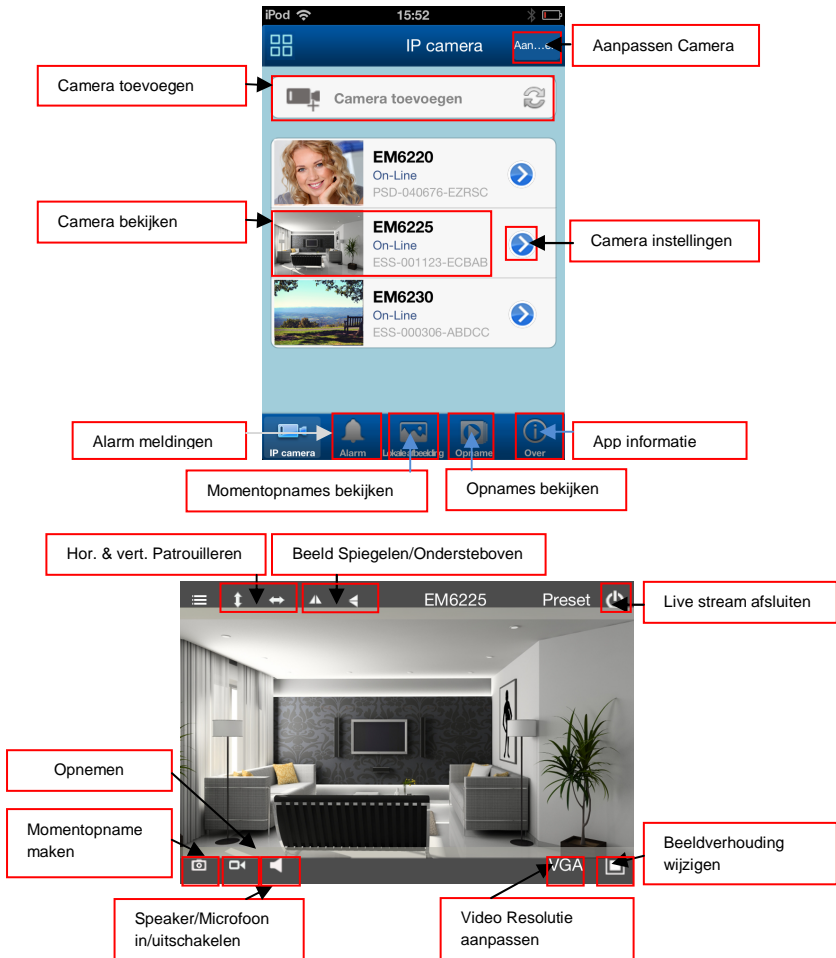 iPod 15:52
IP camera Aan...en
Aanpassen Camera
Camera toevoegen
Camera toevoegen
EM6220
On-Line
PSD-040676-EZRSC
Camera bekijken
EM6225
On-Line
ESS-001123-ECBAB
Camera instellingen
EM6230
On-Line
ESS-000306-ABDCC
Alarm meldingen
IP camera Alarm Lokale afbeelding Opname Over
App informatie
Momentopnames bekijken
Opnames bekijken
Hor. & vert. Patrouilleren
Beeld Spiegelen/Ondersteboven
EM6225 Preset
Live stream afsluiten
Opnemen
Momentopname
maken
VGA
Beeldverhouding
wijzigen
Speaker/Microfoon
in/uitschakelen
Video Resolutie
aanpassen